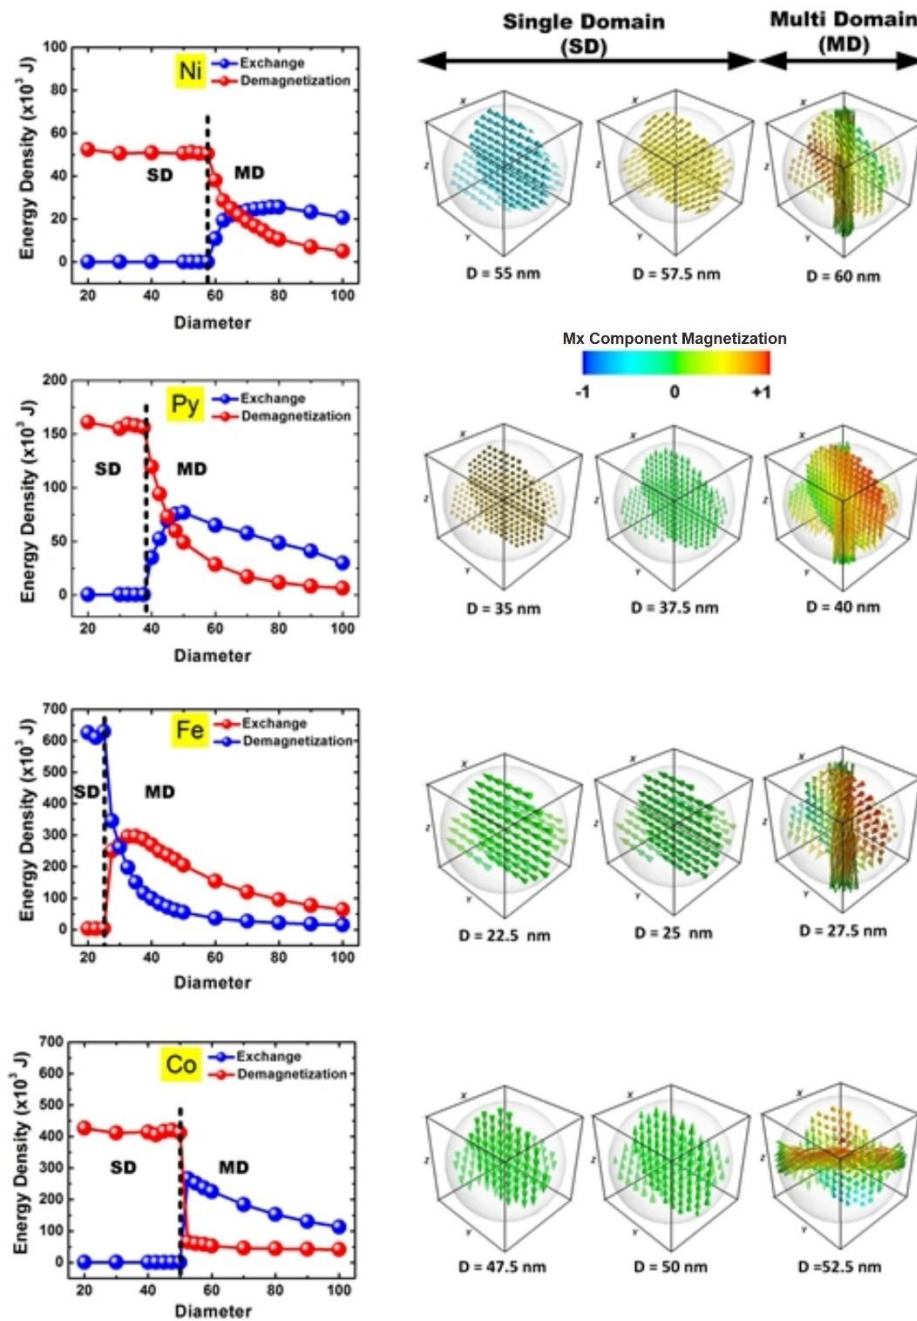 Single Domain
(SD)
Multi Domain
(MD)
Ni
Exchange
Demagnetization
SD
MD
Energy Density (x10³ J)
100
80
60
40
20
0
20 40 60 80 100
Diameter
X
Z
Y
D = 55 nm
X
Z
Y
D = 57.5 nm
X
Z
Y
D = 60 nm
Mx Component Magnetization
-1 0 +1
Py
Exchange
Demagnetization
SD
MD
Energy Density (x10³ J)
200
150
100
50
0
20 40 60 80 100
Diameter
X
Z
Y
D = 35 nm
X
Z
Y
D = 37.5 nm
X
Z
Y
D = 40 nm
Fe
Exchange
Demagnetization
SD
MD
Energy Density (x10³ J)
700
600
500
400
300
200
100
0
20 40 60 80 100
Diameter
X
Z
Y
D = 22.5 nm
X
Z
Y
D = 25 nm
X
Z
Y
D = 27.5 nm
Co
Exchange
Demagnetization
SD
MD
Energy Density (x10³ J)
700
600
500
400
300
200
100
0
20 40 60 80 100
Diameter
X
Z
Y
D = 47.5 nm
X
Z
Y
D = 50 nm
X
Z
Y
D =52.5 nm